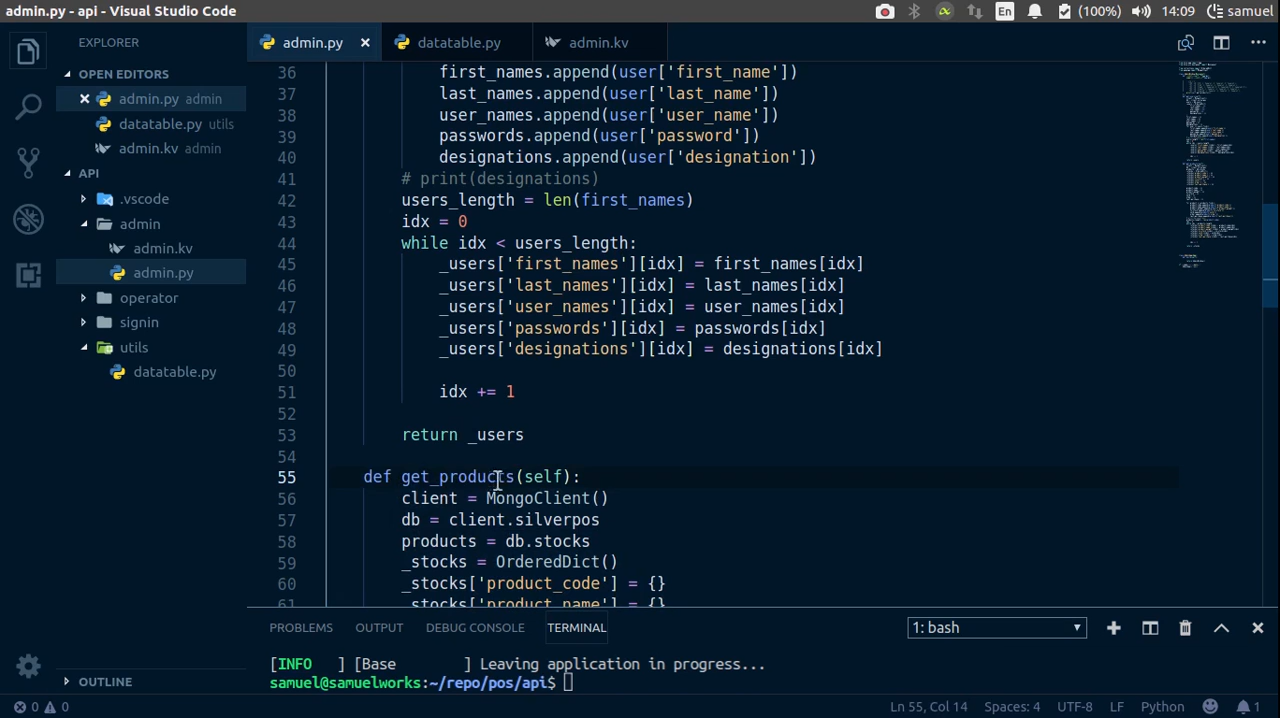 admin.py - api - Visual Studio Code
En (100%) 14:09 samuel
EXPLORER
OPEN EDITORS
admin.py admin
datatable.py utils
admin.kv admin
API
.vscode
admin
admin.kv
admin.py
operator
signin
utils
datatable.py
OUTLINE
admin.py datatable.py admin.kv
36 first_names.append(user['first_name'])
37 last_names.append(user['last_name'])
38 user_names.append(user['user_name'])
39 passwords.append(user['password'])
40 designations.append(user['designation'])
41 # print(designations)
42 users_length = len(first_names)
43 idx = 0
44 while idx < users_length:
45 _users['first_names'][idx] = first_names[idx]
46 _users['last_names'][idx] = last_names[idx]
47 _users['user_names'][idx] = user_names[idx]
48 _users['passwords'][idx] = passwords[idx]
49 _users['designations'][idx] = designations[idx]
50
51 idx += 1
52
53 return _users
54
55 def get_products(self):
56 client = MongoClient()
57 db = client.silverpos
58 products = db.stocks
59 _stocks = OrderedDict()
60 _stocks['product_code'] = {}
61 _stocks['product_name'] = {}
PROBLEMS OUTPUT DEBUG CONSOLE TERMINAL 1: bash
[INFO ] [Base ] Leaving application in progress...
samuel@samuelworks:~/repo/pos/api$
0 0 Ln 55, Col 14 Spaces: 4 UTF-8 LF Python 1